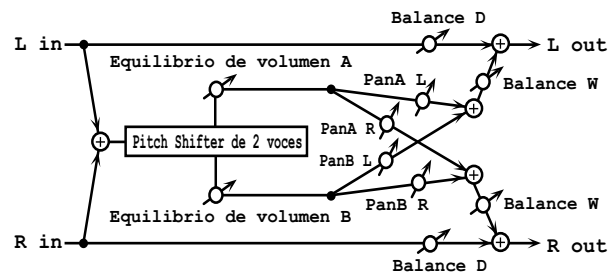 Balance D
L in
L out
Equilibrio de volumen A
PanA L
Balance W
PanA R
Pitch Shifter de 2 voces
PanB L
PanB R
Equilibrio de volumen B
Balance W
R in
R out
Balance D